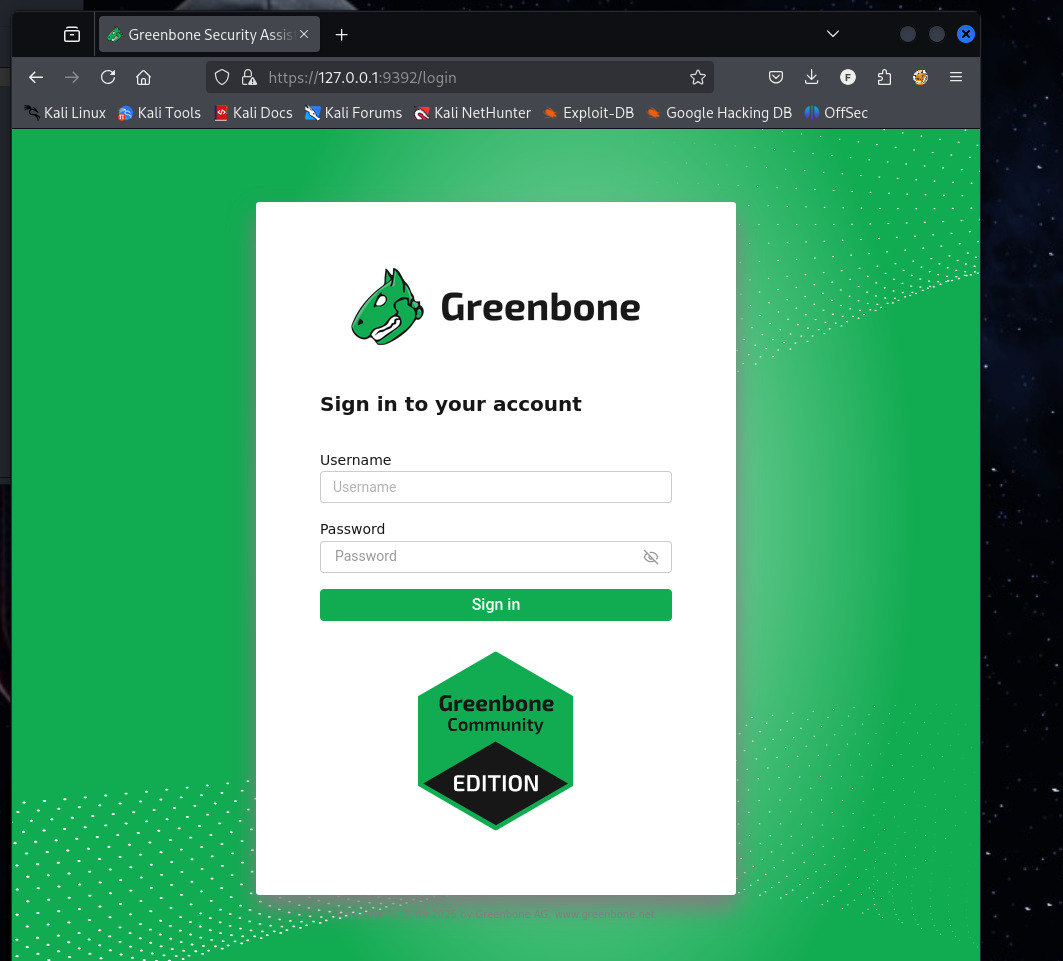 Greenbone Security Assis
https://127.0.0.1:9392/login
F
Kali Linux Kali Tools Kali Docs Kali Forums Kali NetHunter Exploit-DB Google Hacking DB OffSec
Greenbone
Sign in to your account
Username
Username
Password
Password
Sign in
Greenbone
Community
EDITION
by Greenbone AG, www.greenbone.net